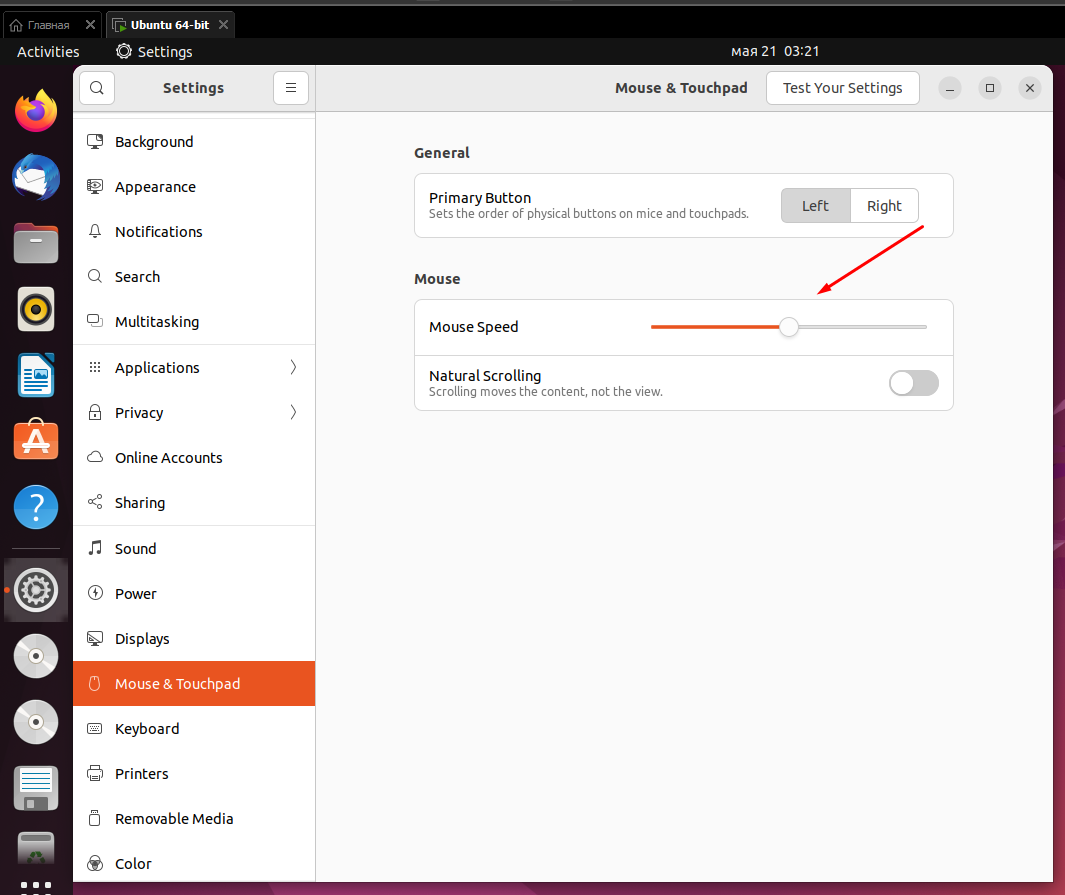 Главная
Ubuntu 64-bit
Activities
Settings
мая 21 03:21
Settings
Mouse & Touchpad
Test Your Settings
Background
Appearance
Notifications
Search
Multitasking
Applications
Privacy
Online Accounts
Sharing
Sound
Power
Displays
Mouse & Touchpad
Keyboard
Printers
Removable Media
Color
General
Primary Button
Sets the order of physical buttons on mice and touchpads.
Left
Right
Mouse
Mouse Speed
Natural Scrolling
Scrolling moves the content, not the view.